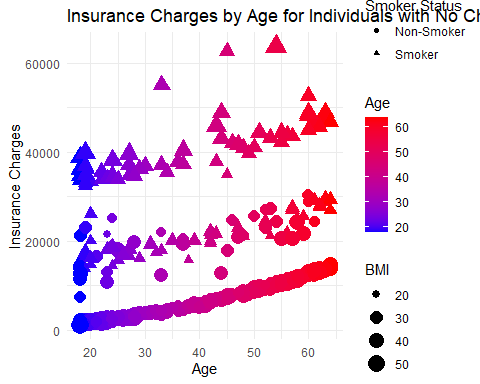 Insurance Charges by Age for Individuals with No Ch
Smoker Status
Non-Smoker
Smoker
Insurance Charges
60000
40000
20000
0
20
30
40
50
60
Age
Age
60
50
40
30
20
BMI
20
30
40
50